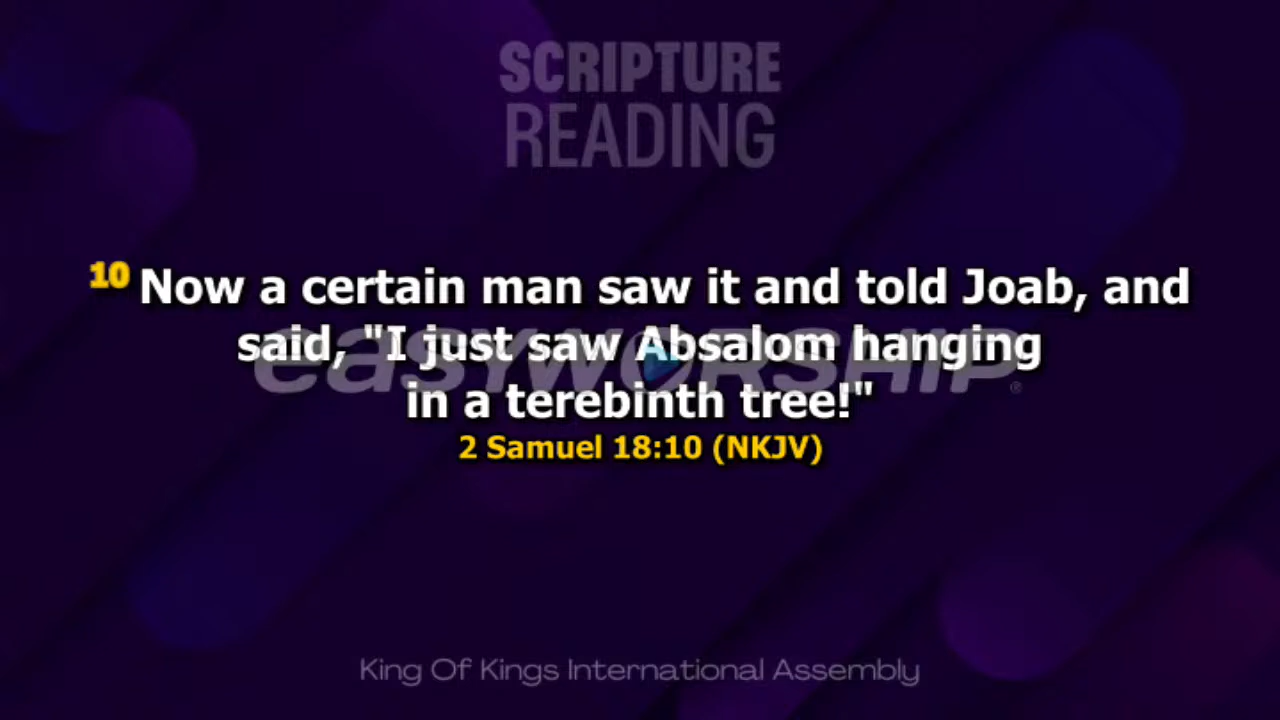 SCRIPTURE
READING
10 Now a certain man saw it and told Joab, and
said, "I just saw Absalom hanging
in a terebinth tree!"
easyworship®
2 Samuel 18:10 (NKJV)
King Of Kings International Assembly